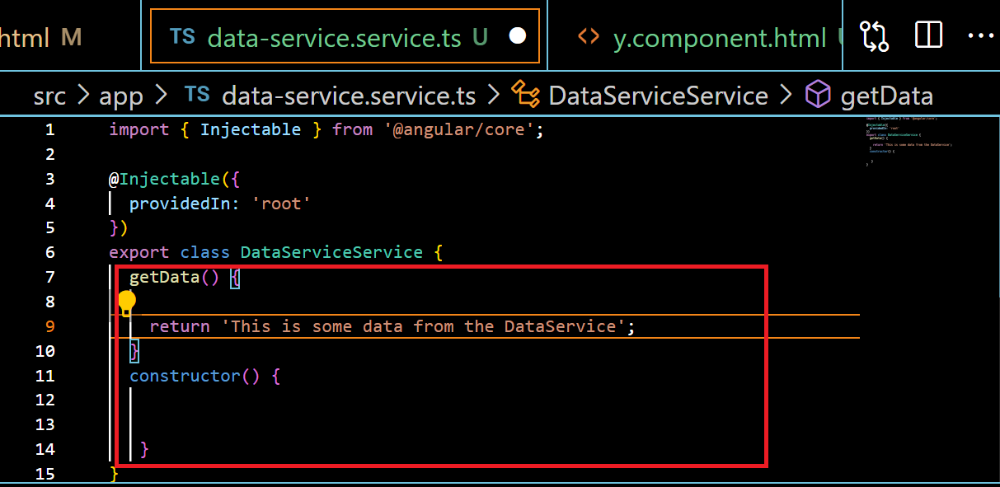 html M
TS data-service.service.ts U
<> y.component.html U
src > app > TS data-service.service.ts > DataServiceService > getData
1 import { Injectable } from '@angular/core';
2
3 @Injectable({
4 providedIn: 'root'
5 })
6 export class DataServiceService {
7 getData() {
8
9 return 'This is some data from the DataService';
10 }
11 constructor() {
12
13
14 }
15 }